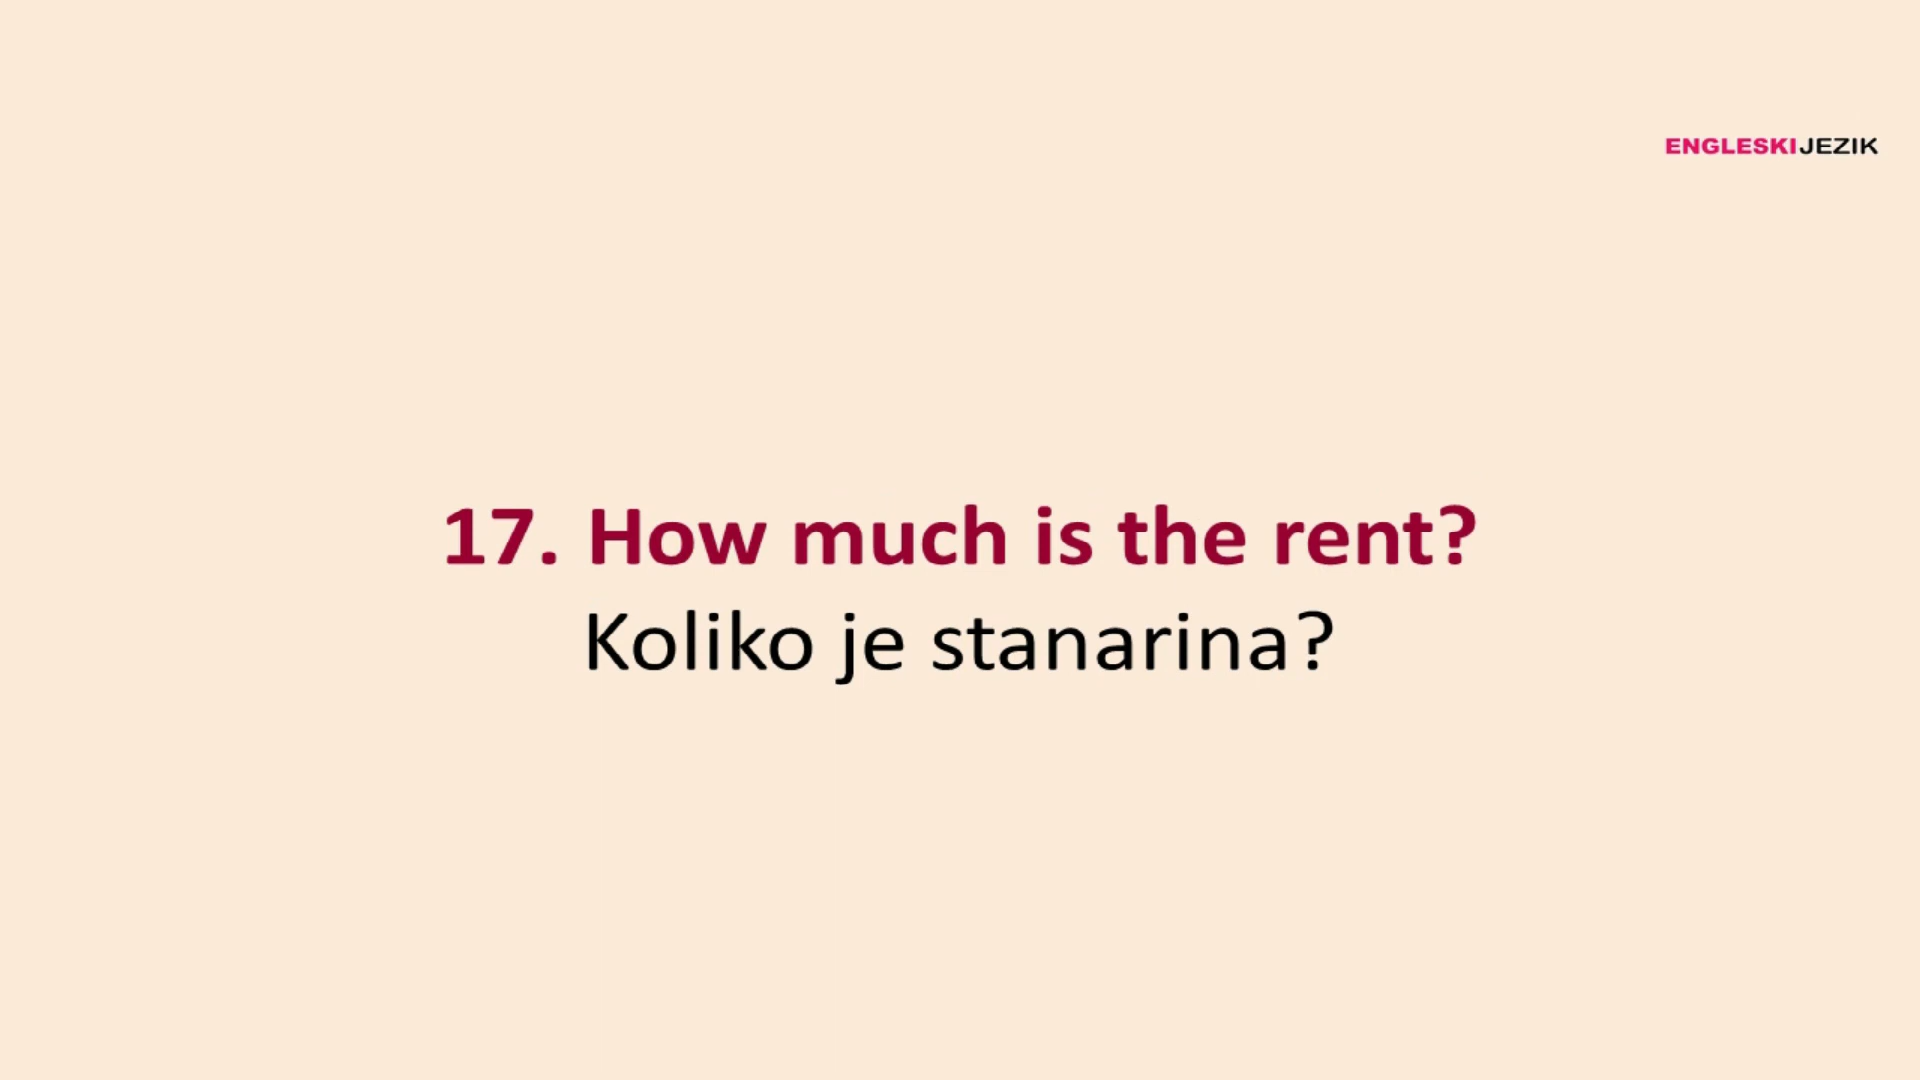 ENGLESKIJEZIK
17. How much is the rent?
Koliko je stanarina?